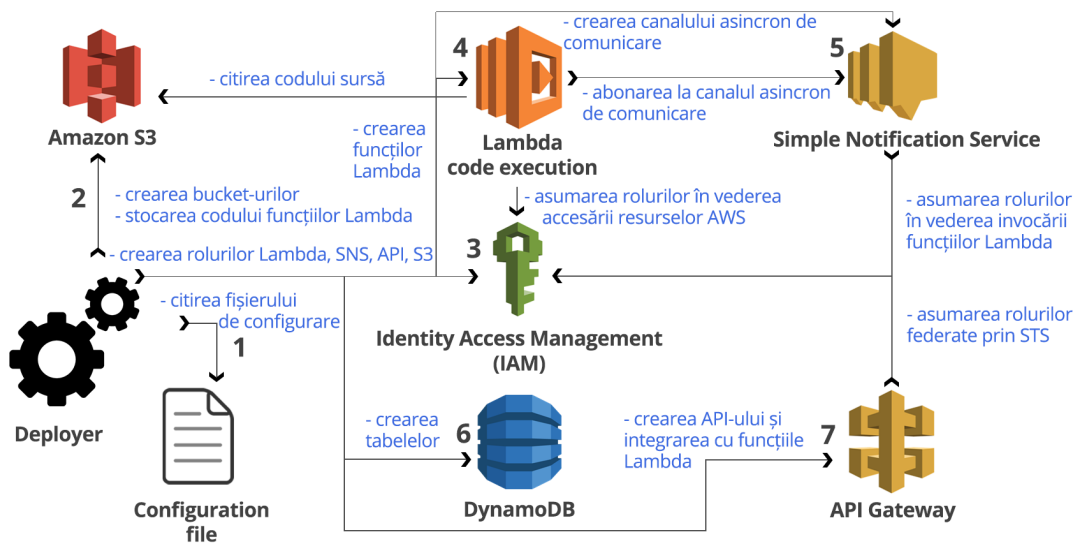 - crearea canalului asincron de
comunicare
4
5
- citirea codului sursă
- abonarea la canalul asincron
de comunicare
Amazon S3
- crearea
funcților
Lambda
Lambda
code execution
Simple Notification Service
2
- crearea bucket-urilor
- stocarea codului funcțiilor Lambda
- asumarea rolurilor în vederea
accesării resurselor AWS
- asumarea rolurilor
în vederea invocării
funcțiilor Lambda
- crearea rolurilor Lambda, SNS, API, S3
3
- citirea fișierului
de configurare
1
Identity Access Management
(IAM)
- asumarea rolurilor
federate prin STS
Deployer
- crearea
tabelelor
6
- crearea API-ului și
integrarea cu funcțiile
Lambda
7
Configuration
file
DynamoDB
API Gateway